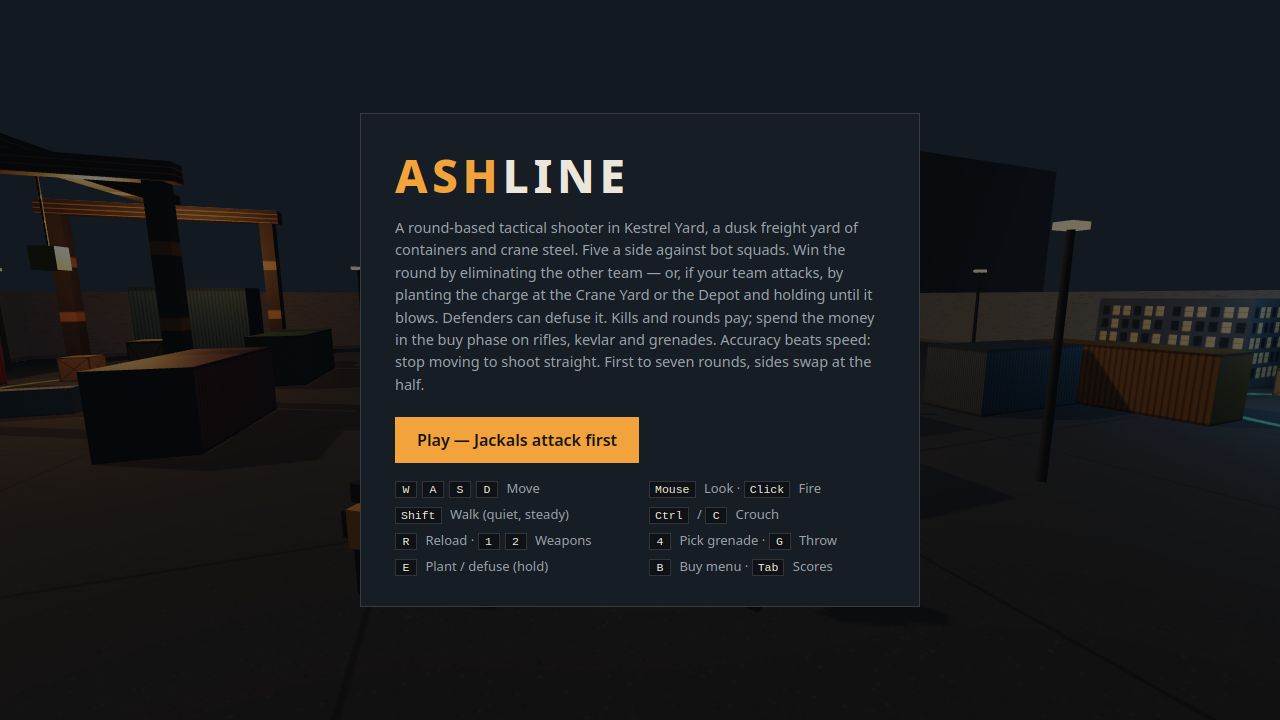 ASHLINE
A round-based tactical shooter in Kestrel Yard, a dusk freight yard of
containers and crane steel. Five a side against bot squads. Win the
round by eliminating the other team — or, if your team attacks, by
planting the charge at the Crane Yard or the Depot and holding until it
blows. Defenders can defuse it. Kills and rounds pay; spend the money
in the buy phase on rifles, kevlar and grenades. Accuracy beats speed:
stop moving to shoot straight. First to seven rounds, sides swap at the
half.
Play — Jackals attack first
W A S D Move
Mouse Look · Click Fire
Shift Walk (quiet, steady)
Ctrl / C Crouch
R Reload · 1 2 Weapons
4 Pick grenade · G Throw
E Plant / defuse (hold)
B Buy menu · Tab Scores